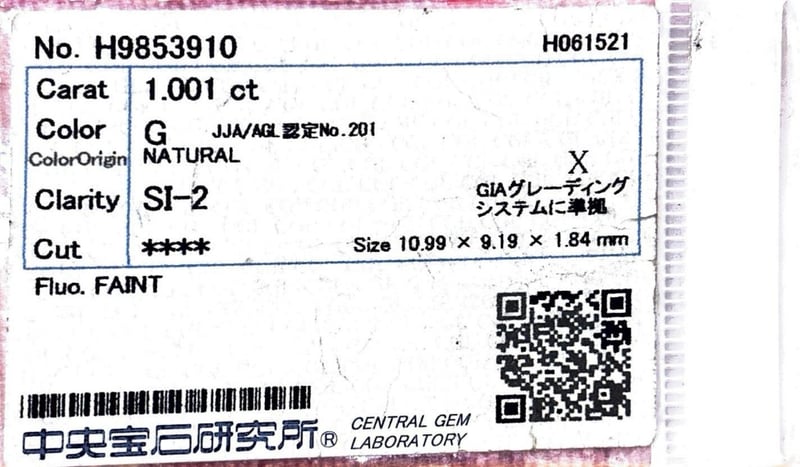 No. H9853910 H061521
Carat 1.001 ct
Color G JJA/AGL認定No.201
ColorOrigin NATURAL
X
Clarity SI-2 GIAグレーディング
システムに準拠
Cut **** Size 10.99 × 9.19 × 1.84 mm
Fluo. FAINT
中央宝石研究所® CENTRAL GEM
LABORATORY